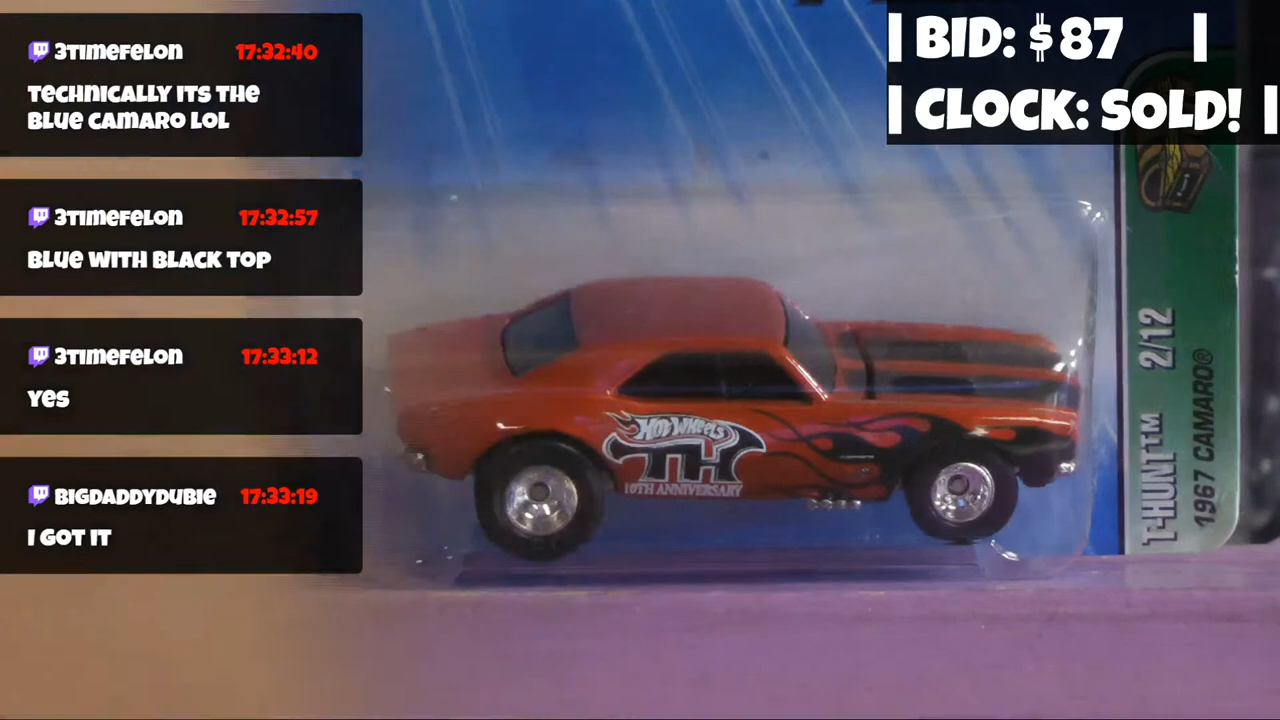 3TIMEFELON 17:32:40
TECHNICALLY ITS THE
BLUE CAMARO LOL
3TIMEFELON 17:32:57
BLUE WITH BLACK TOP
3TIMEFELON 17:33:12
YES
BIGDADDYDUBIE 17:33:19
I GOT IT
| BID: $87 |
| CLOCK: SOLD! |
HOT WHEELS
TH
10TH ANNIVERSARY
T-HUNT™ 2/12
1967 CAMARO®